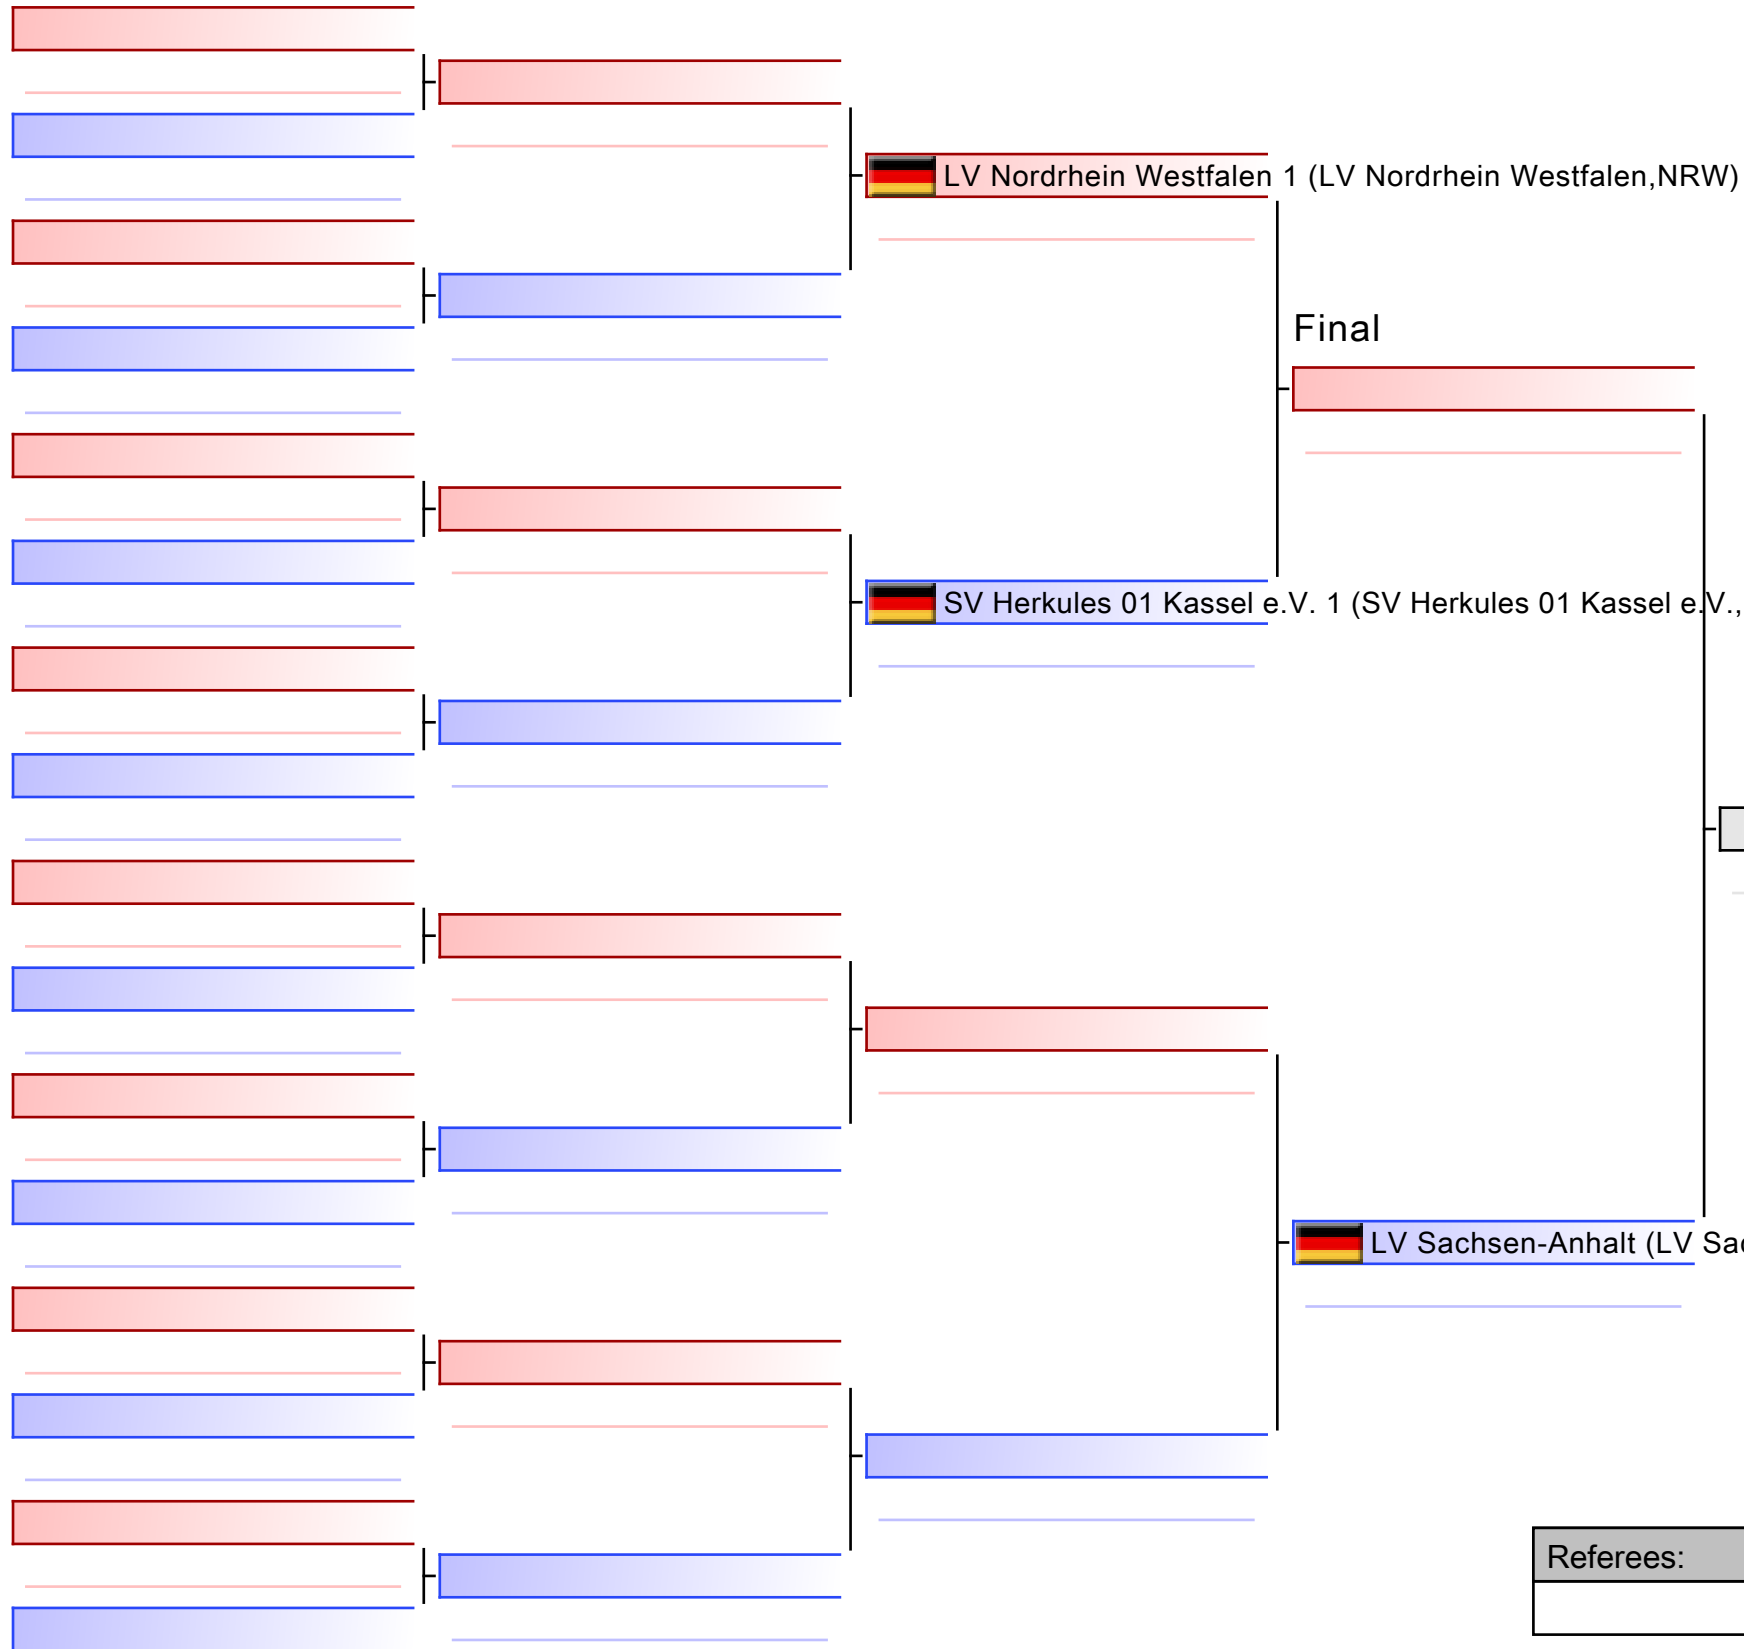 LV Nordrhein Westfalen 1 (LV Nordrhein Westfalen,NRW)
Final
SV Herkules 01 Kassel e.V. 1 (SV Herkules 01 Kassel e.V.,
LV Sachsen-Anhalt (LV
Referees: